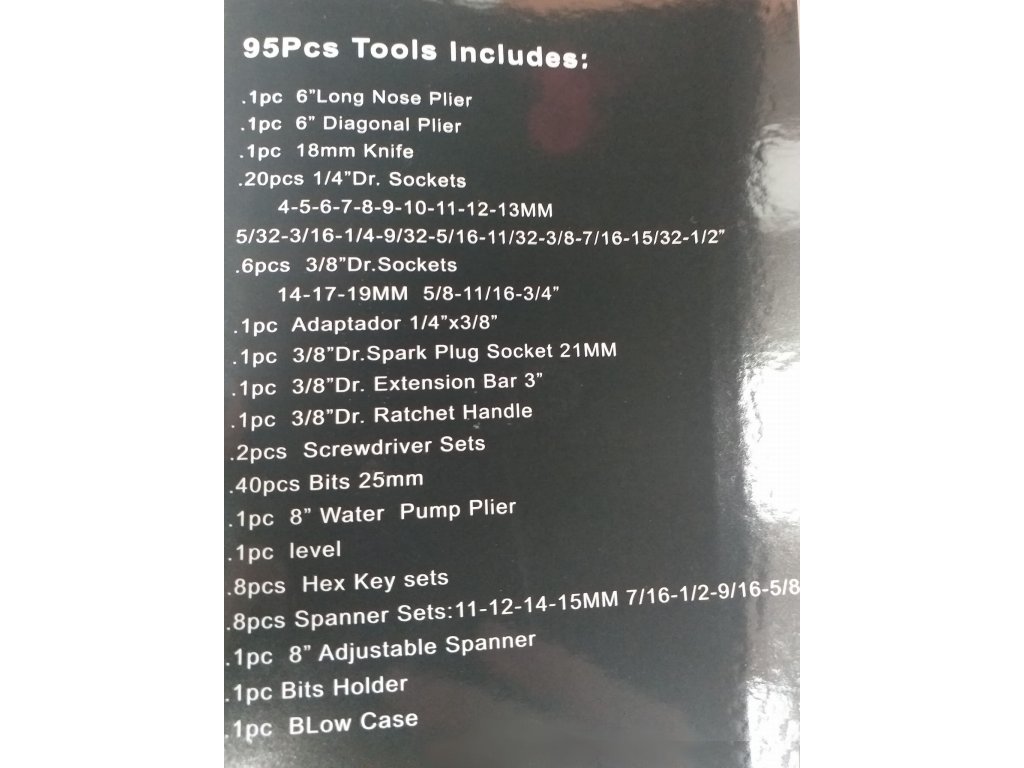 95Pcs Tools Includes:
.1pc 6”Long Nose Plier
.1pc 6” Diagonal Plier
.1pc 18mm Knife
.20pcs 1/4”Dr. Sockets
4-5-6-7-8-9-10-11-12-13MM
5/32-3/16-1/4-9/32-5/16-11/32-3/8-7/16-15/32-1/2”
.6pcs 3/8”Dr.Sockets
14-17-19MM 5/8-11/16-3/4”
.1pc Adaptador 1/4”x3/8”
.1pc 3/8”Dr.Spark Plug Socket 21MM
.1pc 3/8”Dr. Extension Bar 3”
.1pc 3/8”Dr. Ratchet Handle
.2pcs Screwdriver Sets
.40pcs Bits 25mm
.1pc 8” Water Pump Plier
.1pc level
.8pcs Hex Key sets
.8pcs Spanner Sets:11-12-14-15MM 7/16-1/2-9/16-5/8
.1pc 8” Adjustable Spanner
.1pc Bits Holder
.1pc BLow Case